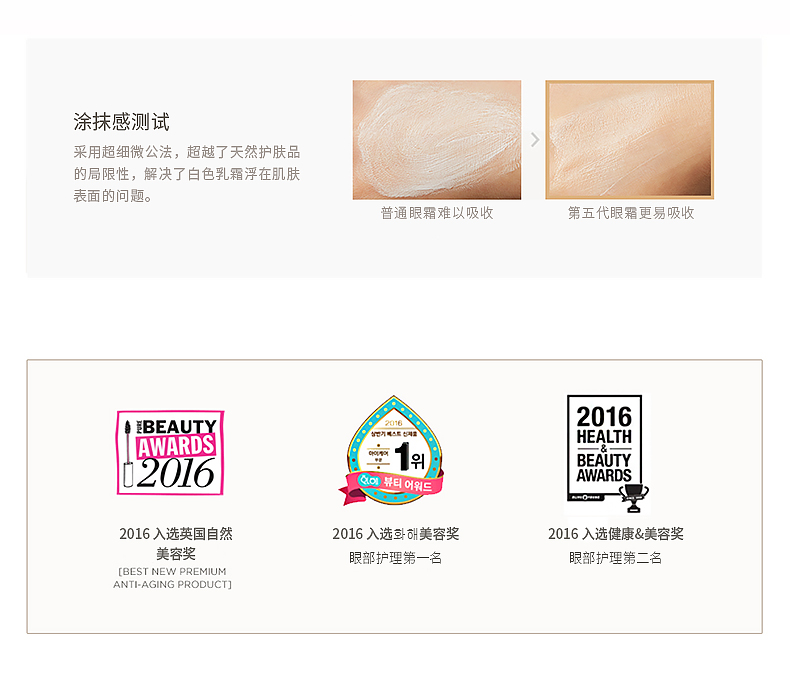 涂抹感测试
采用超细微公法，超越了天然护肤品
的局限性，解决了白色乳霜浮在肌肤
表面的问题。
普通眼霜难以吸收
第五代眼霜更易吸收
PURE
BEAUTY
AWARDS
2016
2016
상반기 베스트 신제품
아이케어
부문
1위
화해 뷰티 어워드
2016
HEALTH
&
BEAUTY
AWARDS
2016 入选英国自然
美容奖
[BEST NEW PREMIUM
ANTI-AGING PRODUCT]
2016 入选화해美容奖
眼部护理第一名
2016 入选健康&美容奖
眼部护理第二名